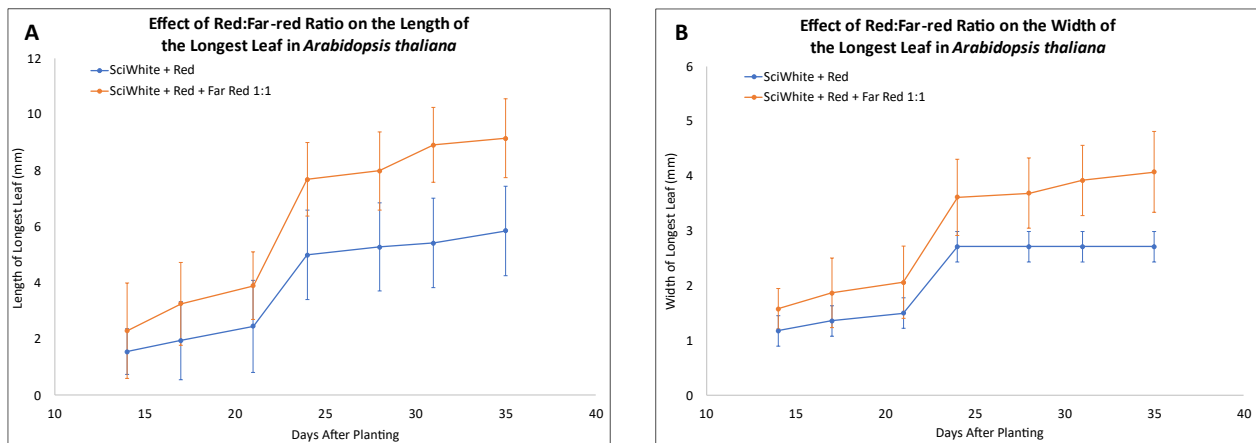 A
Effect of Red:Far-red Ratio on the Length of
the Longest Leaf in Arabidopsis thaliana
SciWhite + Red
SciWhite + Red + Far Red 1:1
Length of Longest Leaf (mm)
12
10
8
6
4
2
0
10 15 20 25 30 35 40
Days After Planting
B
Effect of Red:Far-red Ratio on the Width of
the Longest Leaf in Arabidopsis thaliana
SciWhite + Red
SciWhite + Red + Far Red 1:1
Width of Longest Leaf (mm)
6
5
4
3
2
1
0
10 15 20 25 30 35 40
Days After Planting